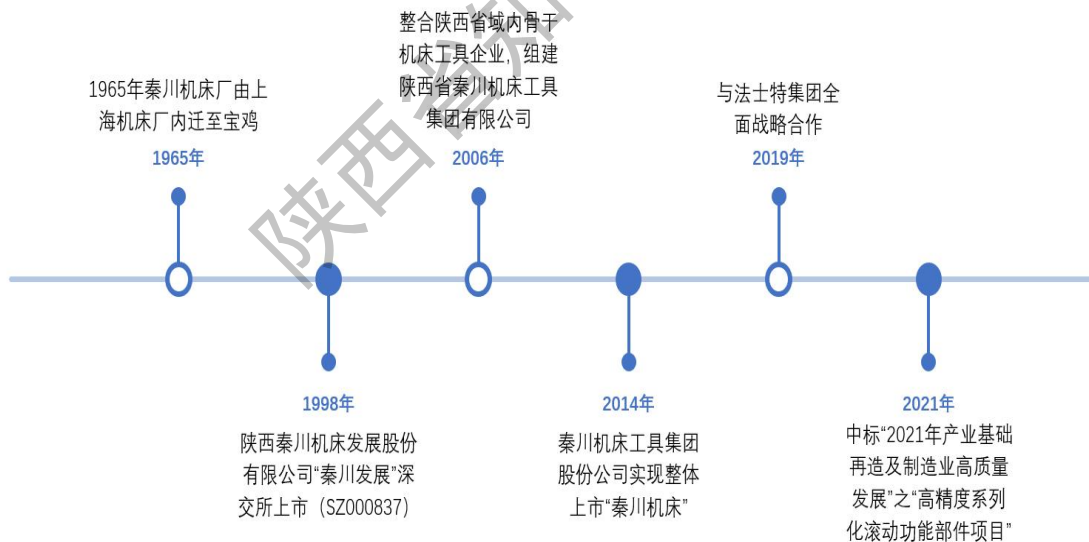 1965年秦川机床厂由上
海机床厂内迁至宝鸡
1965年
整合陕西省域内骨干
机床工具企业，组建
陕西省秦川机床工具
集团有限公司
2006年
与法士特集团全
面战略合作
2019年
1998年
陕西秦川机床发展股份
有限公司“秦川发展”深
交所上市（SZ000837）
2014年
秦川机床工具集团
股份公司实现整体
上市“秦川机床”
2021年
中标“2021年产业基础
再造及制造业高质量
发展”之“高精度系列
化滚动功能部件项目”
陕西省知